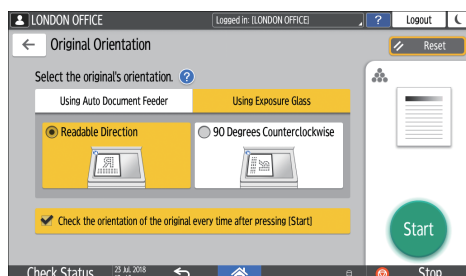 LONDON OFFICE
Logged in: [LONDON OFFICE]
?
Logout
Original Orientation
Reset
Select the original's orientation. ?
Using Auto Document Feeder
Using Exposure Glass
Readable Direction
90 Degrees Counterclockwise
Check the orientation of the original every time after pressing [Start]
Start
Check Status
23 Jul. 2018
Stop